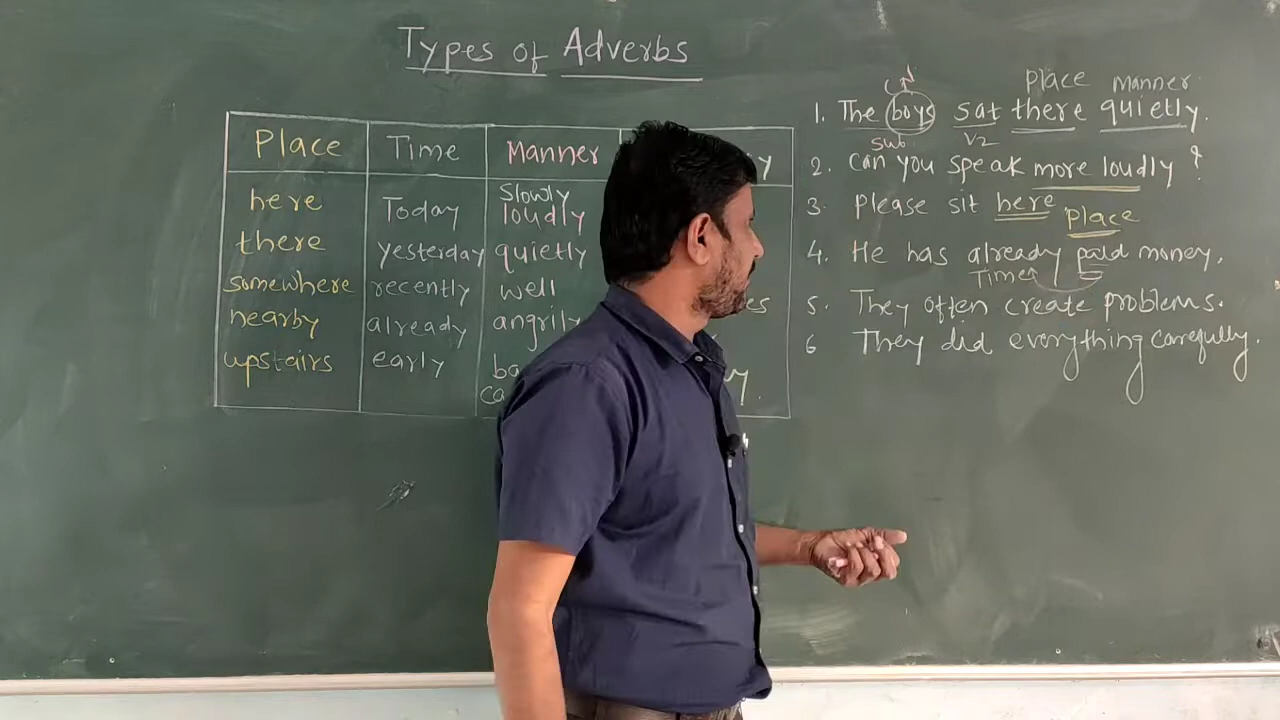 Types of Adverbs
Place Time Manner
here Today Slowly
loudly
there yesterday quietly
somewhere recently well
nearby already angrily
upstairs early
N
Place Manner
1. The boys sat there quietly.
sub V2
2. Can you speak more loudly?
3. Please sit here
Place
4. He has already paid money.
Time
5. They often create problems.
6 They did everything carefully.